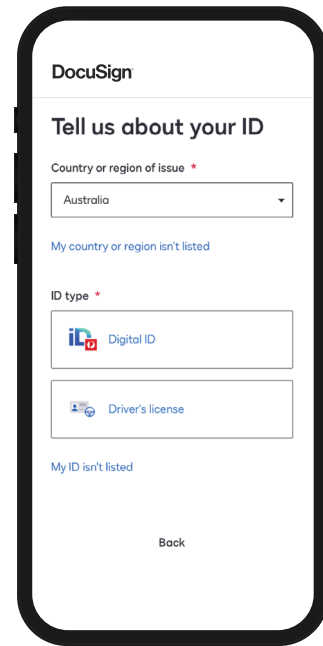 DocuSign
Tell us about your ID
Country or region of issue *
Australia
My country or region isn't listed
ID type *
iD Digital ID
Driver's license
My ID isn't listed
Back